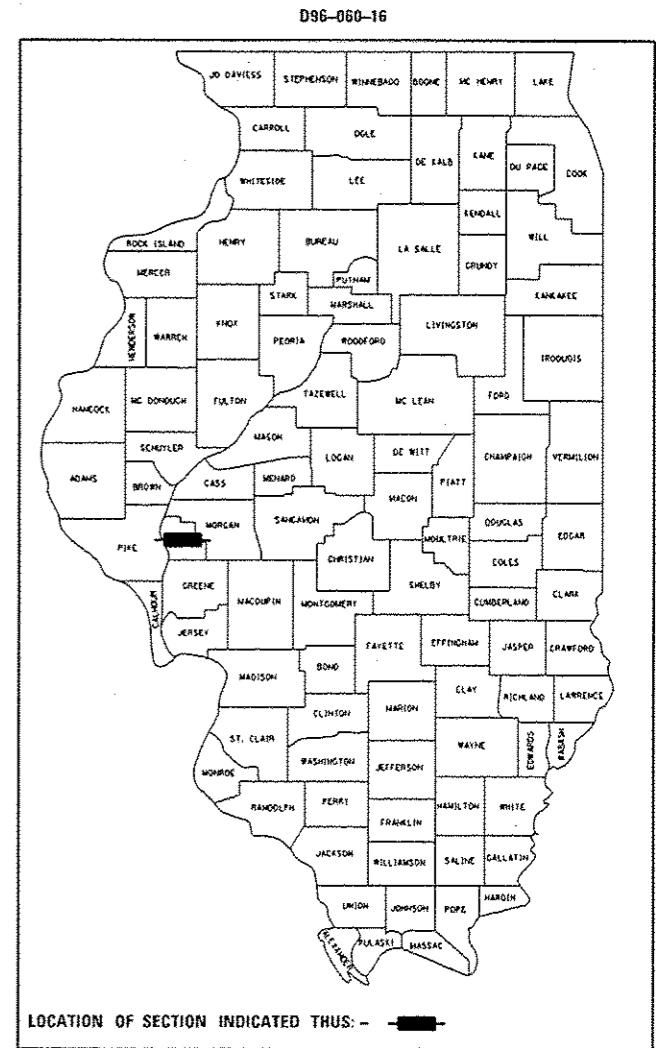 D96-060-16
JO DAVIESS STEPHENSON WINNEBAGO BOONE MC HENRY LAKE
CARROLL OGLE DE KALB KANE DU PAGE COOK
WHITESIDE LEE
KENDALL
ROCK ISLAND HENRY BUREAU LA SALLE WILL
MERCER PUTNAM GRUNDY
STARK MARSHALL KANKAKEE
HENDERSON WARREN KNOX PEORIA WOODFORD LIVINGSTON IROQUOIS
HANCOCK MC DONOUGH FULTON TAZEWELL MC LEAN FORD
SCHUYLER MASON
ADAMS BROWN CASS MENARD LOGAN DE WITT PIATT CHAMPAIGN VERMILION
MACON
PIKE MORGAN SANGAMON CHRISTIAN MOULTRIE DOUGLAS EDGAR
COLES
CALHOUN GREENE MACOUPIN MONTGOMERY SHELBY CUMBERLAND CLARK
JERSEY
FAYETTE EFFINGHAM JASPER CRAWFORD
MADISON BOND
CLAY RICHLAND LAWRENCE
CLINTON MARION
ST. CLAIR WAYNE EDWARDS WABASH
MONROE WASHINGTON JEFFERSON
RANDOLPH PERRY HAMILTON WHITE
FRANKLIN
JACKSON WILLIAMSON SALINE GALLATIN
UNION JOHNSON POPE HARDIN
ALEXANDER PULASKI MASSAC
LOCATION OF SECTION INDICATED THUS: -